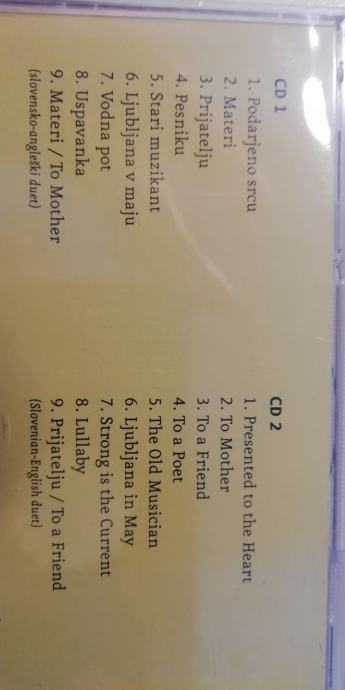 CD 1
1. Podarjeno srcu
2. Materi
3. Prijatelju
4. Pesniku
5. Stari muzikant
6. Ljubljana v maju
7. Vodna pot
8. Uspavanka
9. Materi / To Mother
(slovensko-angleški duet)
CD 2
1. Presented to the Heart
2. To Mother
3. To a Friend
4. To a Poet
5. The Old Musician
6. Ljubljana in May
7. Strong is the Current
8. Lullaby
9. Prijatelju / To a Friend
(Slovenian-English duet)